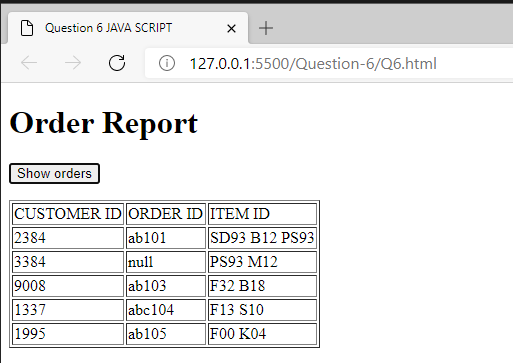 Question 6 JAVA SCRIPT
127.0.0.1:5500/Question-6/Q6.html
Order Report
Show orders
CUSTOMER ID ORDER ID ITEM ID
2384 ab101 SD93 B12 PS93
3384 null PS93 M12
9008 ab103 F32 B18
1337 abc104 F13 S10
1995 ab105 F00 K04